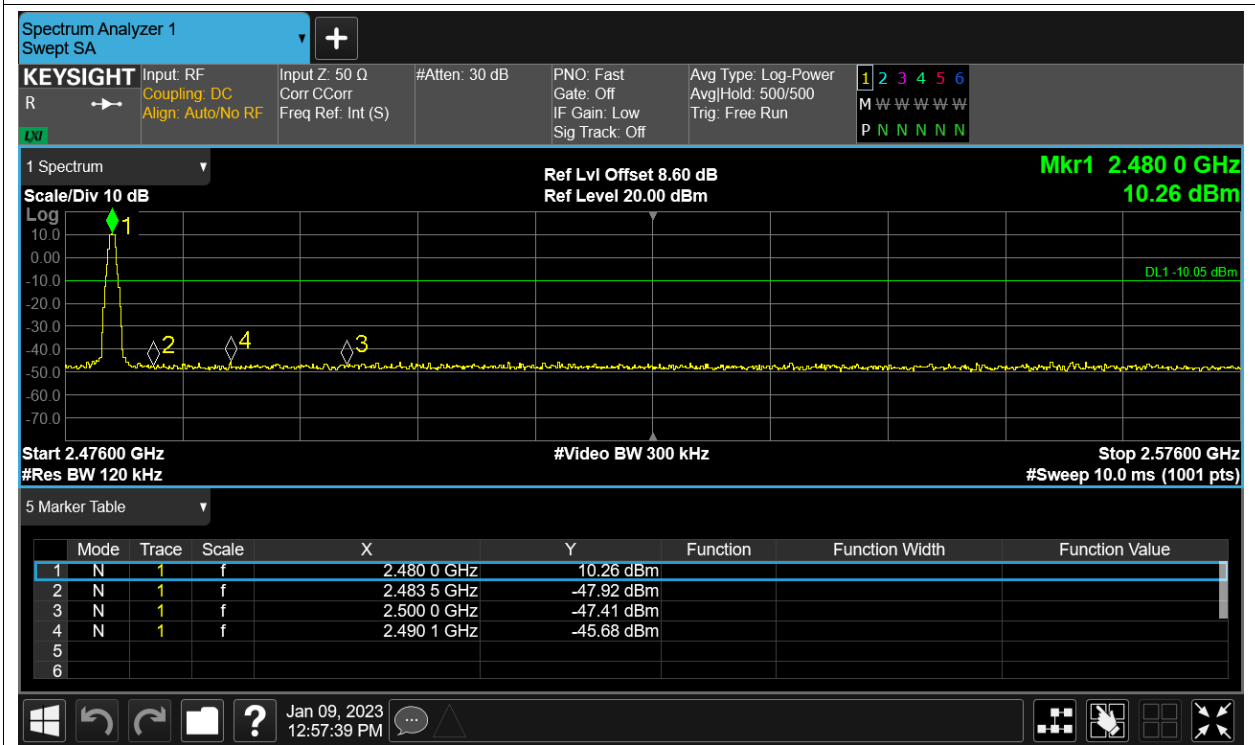 Spectrum Analyzer 1
Swept SA
+
KEYSIGHT Input: RF Input Z: 50 Ω #Atten: 30 dB PNO: Fast Avg Type: Log-Power 1 2 3 4 5 6
R Coupling: DC Corr CCorr Gate: Off Avg|Hold: 500/500 M W W W W W
Align: Auto/No RF Freq Ref: Int (S) IF Gain: Low Trig: Free Run
LXI Sig Track: Off P N N N N N
1 Spectrum Ref Lvl Offset 8.60 dB Mkr1 2.480 0 GHz
Scale/Div 10 dB Ref Level 20.00 dBm 10.26 dBm
Log
1
10.0
0.00
DL1 -10.05 dBm
-10.0
-20.0
-30.0
2 4 3
-40.0
-50.0
-60.0
-70.0
Start 2.47600 GHz #Video BW 300 kHz Stop 2.57600 GHz
#Res BW 120 kHz #Sweep 10.0 ms (1001 pts)
5 Marker Table
Mode Trace Scale X Y Function Function Width Function Value
1 N 1 f 2.480 0 GHz 10.26 dBm
2 N 1 f 2.483 5 GHz -47.92 dBm
3 N 1 f 2.500 0 GHz -47.41 dBm
4 N 1 f 2.490 1 GHz -45.68 dBm
5
6
? Jan 09, 2023
12:57:39 PM